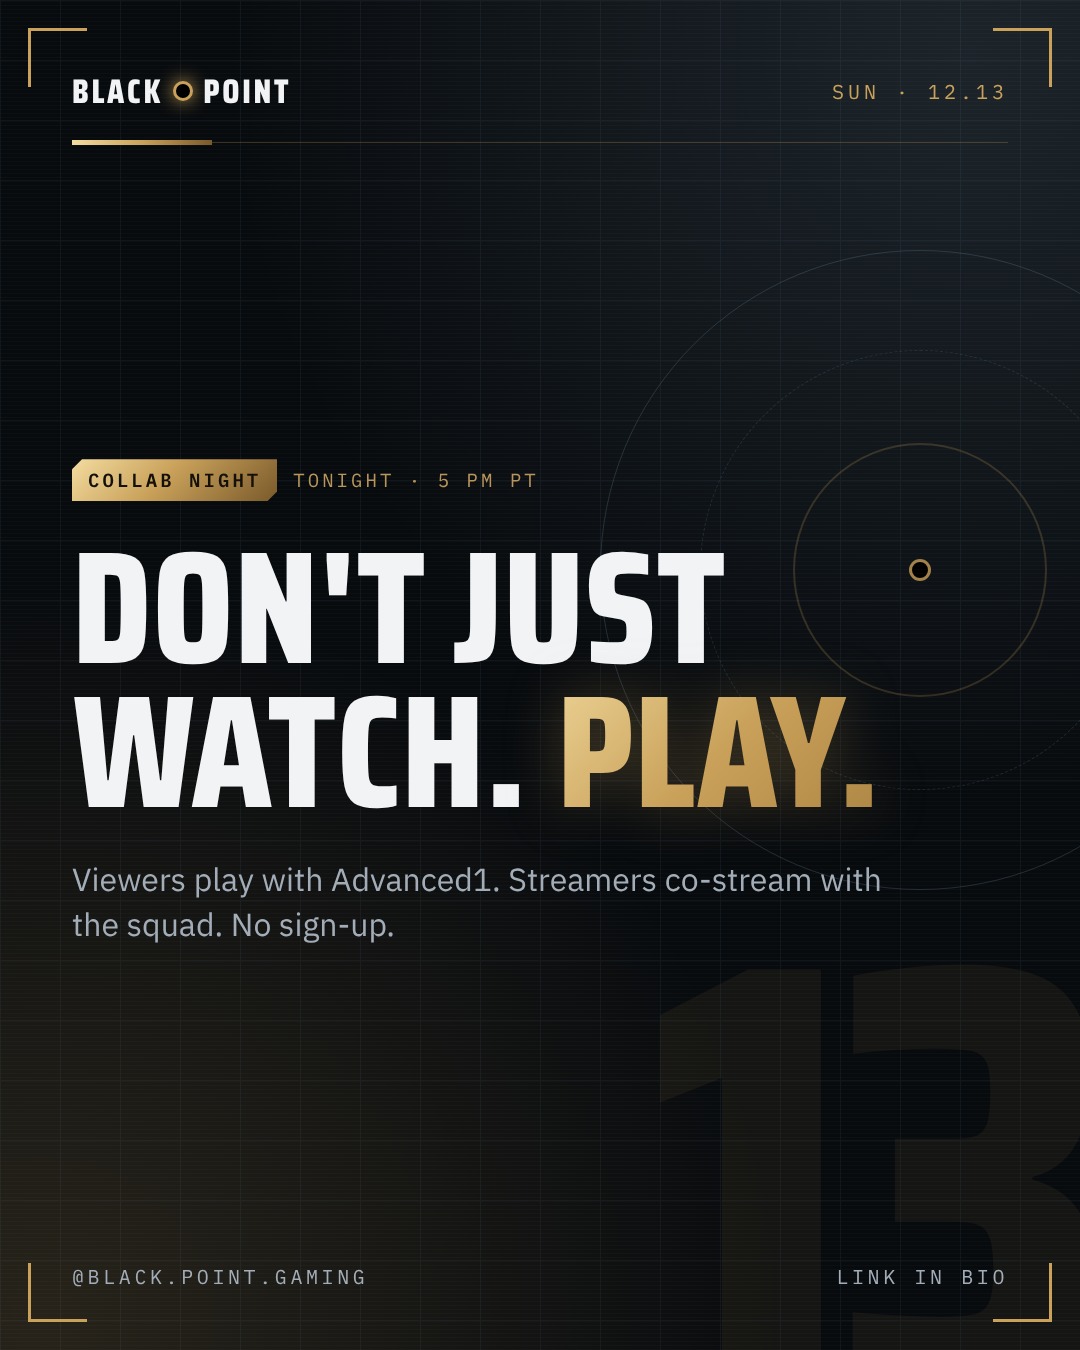 BLACK POINT
SUN · 12.13
COLLAB NIGHT
TONIGHT · 5 PM PT
DON'T JUST
WATCH. PLAY.
Viewers play with Advanced1. Streamers co-stream with
the squad. No sign-up.
13
@BLACK.POINT.GAMING
LINK IN BIO